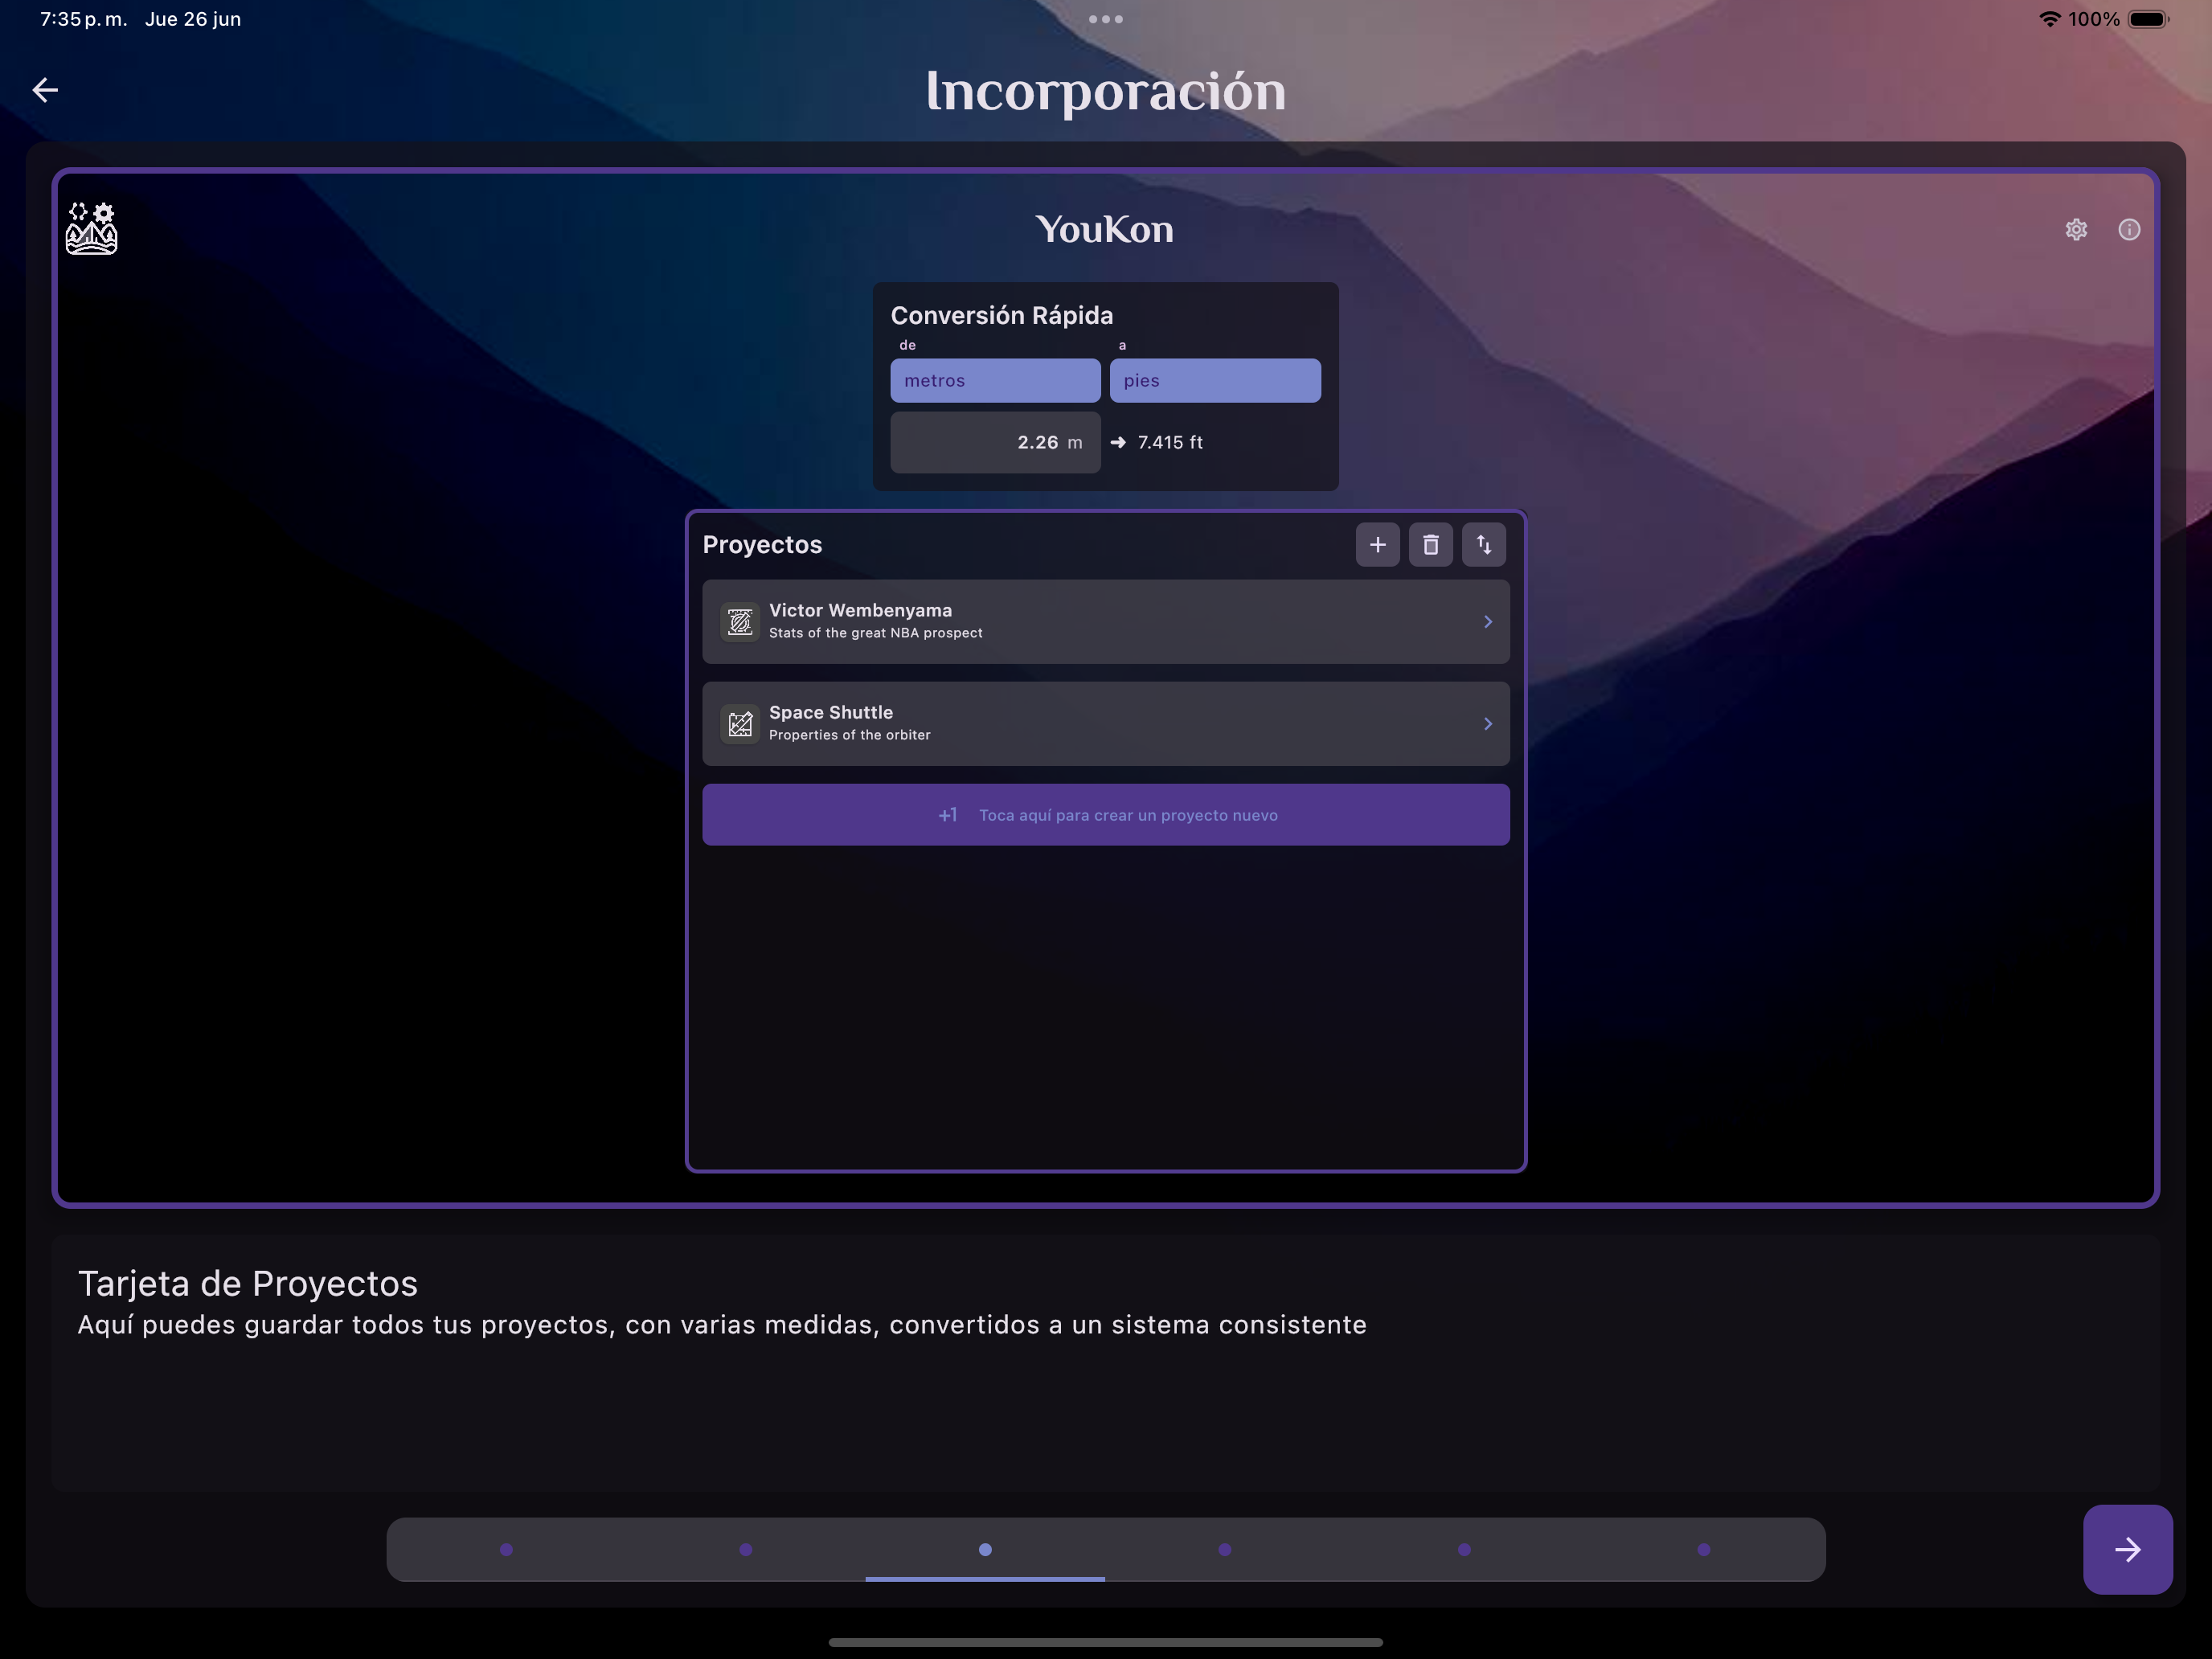 7:35 p. m. Jue 26 jun
100%
Incorporación
YouKon
Conversión Rápida
de a
metros pies
2.26 m → 7.415 ft
Proyectos
Victor Wembenyama
Stats of the great NBA prospect
Space Shuttle
Properties of the orbiter
+1 Toca aquí para crear un proyecto nuevo
Tarjeta de Proyectos
Aquí puedes guardar todos tus proyectos, con varias medidas, convertidos a un sistema consistente